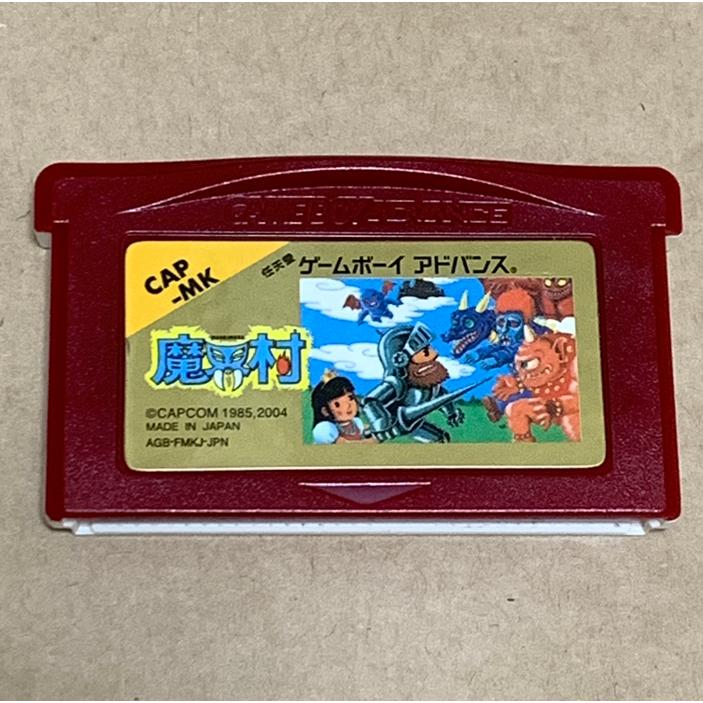 GAME BOY ADVANCE
CAP
-MK
任天堂 ゲームボーイ アドバンス®
魔界村
©CAPCOM 1985,2004
MADE IN JAPAN
AGB-FMKJ-JPN